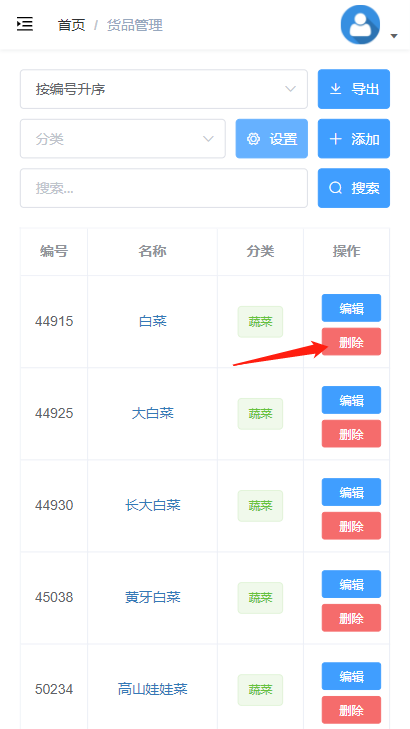 首页 / 货品管理
按编号升序 导出
分类 设置 添加
搜索... 搜索
编号 名称 分类 操作
44915 白菜 蔬菜 编辑
删除
44925 大白菜 蔬菜 编辑
删除
44930 长大白菜 蔬菜 编辑
删除
45038 黄牙白菜 蔬菜 编辑
删除
50234 高山娃娃菜 蔬菜 编辑
删除